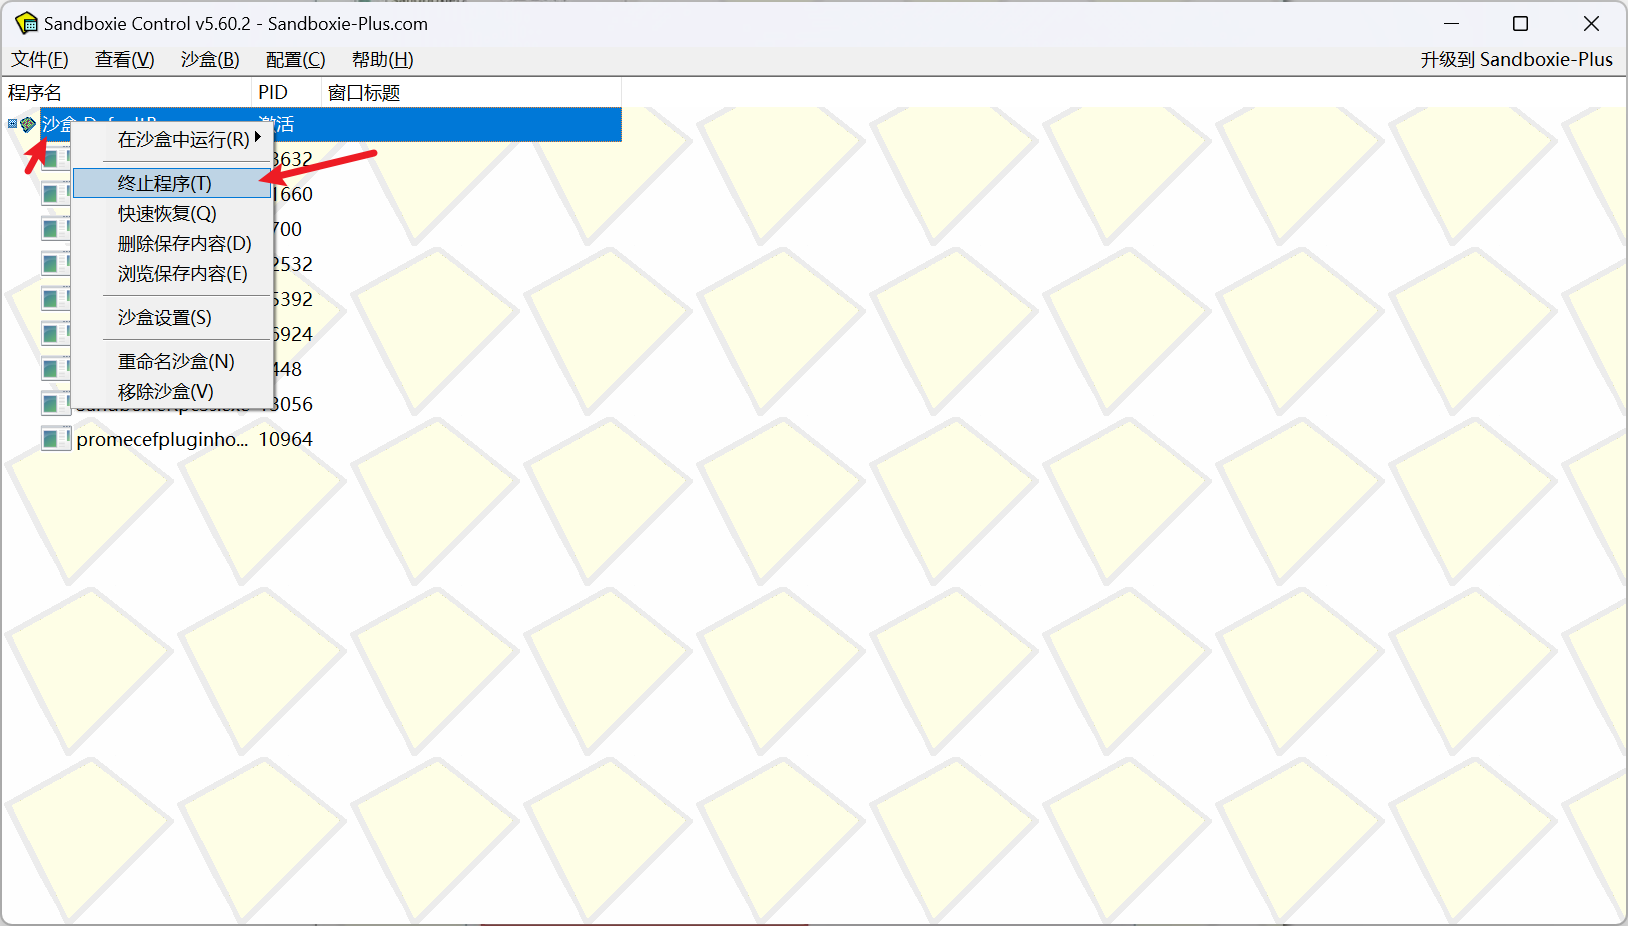 Sandboxie Control v5.60.2 - Sandboxie-Plus.com
文件(F) 查看(V) 沙盒(B) 配置(C) 帮助(H) 升级到 Sandboxie-Plus
程序名 PID 窗口标题
沙盒 激活
在沙盒中运行(R)
3632
终止程序(T)
1660
快速恢复(Q)
700
删除保存内容(D)
2532
浏览保存内容(E)
5392
沙盒设置(S)
6924
重命名沙盒(N)
448
移除沙盒(V)
13056
promecefpluginho... 10964